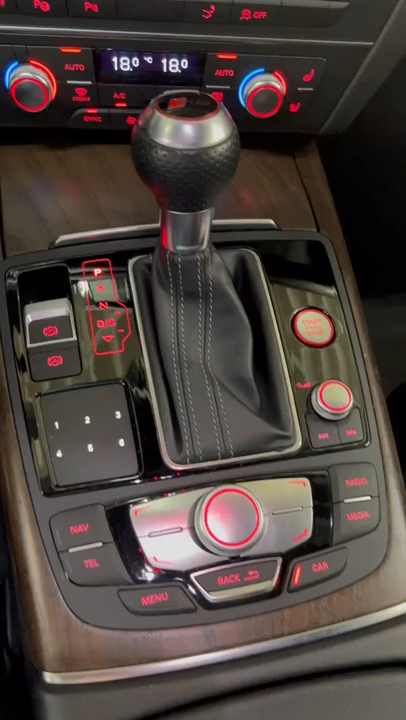 OFF
AUTO
18.0 °C 18.0
AUTO
FRONT
A/C
SYNC
P
N
D/S
1 2 3
4 5 6
RADIO
MEDIA
NAV
TEL
BACK
CAR
MENU